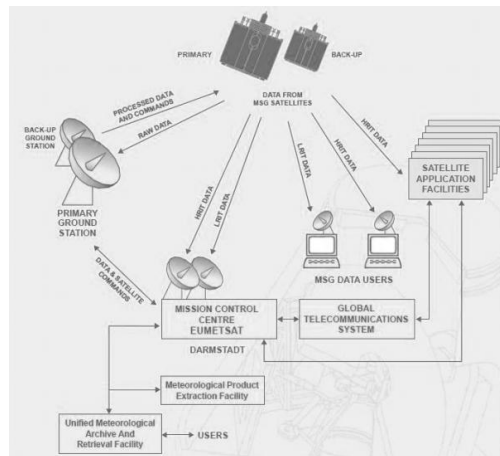 PRIMARY
BACK-UP
DATA FROM
MSG SATELLITES
PROCESSED DATA
AND COMMANDS
RAW DATA
BACK-UP
GROUND
STATION
PRIMARY
GROUND
STATION
HRIT DATA
LRIT DATA
LRIT DATA
HRIT DATA
HRIT DATA
SATELLITE
APPLICATION
FACILITIES
MSG DATA USERS
DATA & SATELLITE
COMMANDS
MISSION CONTROL
CENTRE
EUMETSAT
DARMSTADT
GLOBAL
TELECOMMUNICATIONS
SYSTEM
Meteorological Product
Extraction Facility
Unified Meteorological
Archive And
Retrieval Facility
USERS